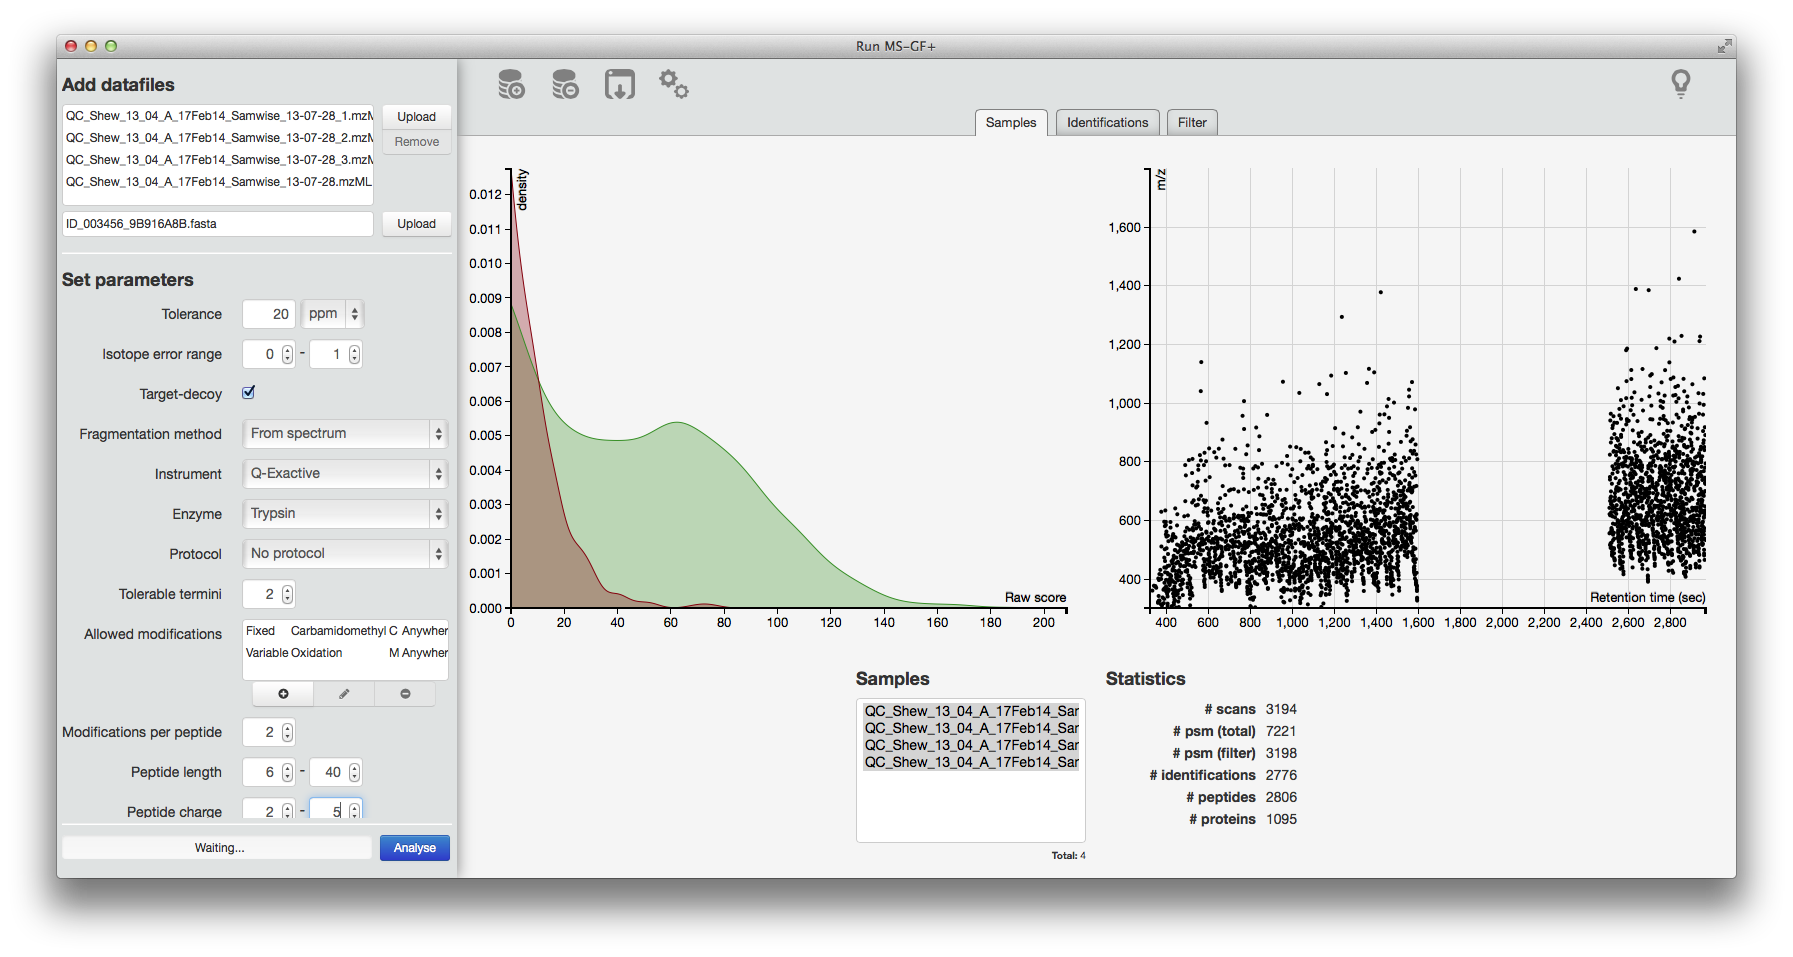 Run MS-GF+
Add datafiles
QC_Shew_13_04_A_17Feb14_Samwise_13-07-28_1.mzM
QC_Shew_13_04_A_17Feb14_Samwise_13-07-28_2.mzM
QC_Shew_13_04_A_17Feb14_Samwise_13-07-28_3.mzM
QC_Shew_13_04_A_17Feb14_Samwise_13-07-28.mzML
Upload
Remove
ID_003456_9B916A8B.fasta
Upload
Set parameters
Tolerance 20 ppm
Isotope error range 0 - 1
Target-decoy
Fragmentation method From spectrum
Instrument Q-Exactive
Enzyme Trypsin
Protocol No protocol
Tolerable termini 2
Allowed modifications
Fixed Carbamidomethyl C Anywher
Variable Oxidation M Anywher
Modifications per peptide 2
Peptide length 6 - 40
Peptide charge 2 - 5
Waiting...
Analyse
Samples
Identifications
Filter
density
0.012
0.011
0.010
0.009
0.008
0.007
0.006
0.005
0.004
0.003
0.002
0.001
0.000
Raw score
0 20 40 60 80 100 120 140 160 180 200
m/z
1,600
1,400
1,200
1,000
800
600
400
Retention time (sec)
400 600 800 1,000 1,200 1,400 1,600 1,800 2,000 2,200 2,400 2,600 2,800
Samples
QC_Shew_13_04_A_17Feb14_Sar
QC_Shew_13_04_A_17Feb14_Sar
QC_Shew_13_04_A_17Feb14_Sar
QC_Shew_13_04_A_17Feb14_Sar
Total: 4
Statistics
# scans 3194
# psm (total) 7221
# psm (filter) 3198
# identifications 2776
# peptides 2806
# proteins 1095